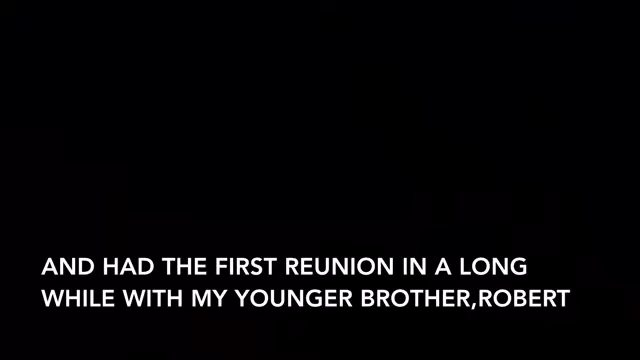 AND HAD THE FIRST REUNION IN A LONG
WHILE WITH MY YOUNGER BROTHER,ROBERT